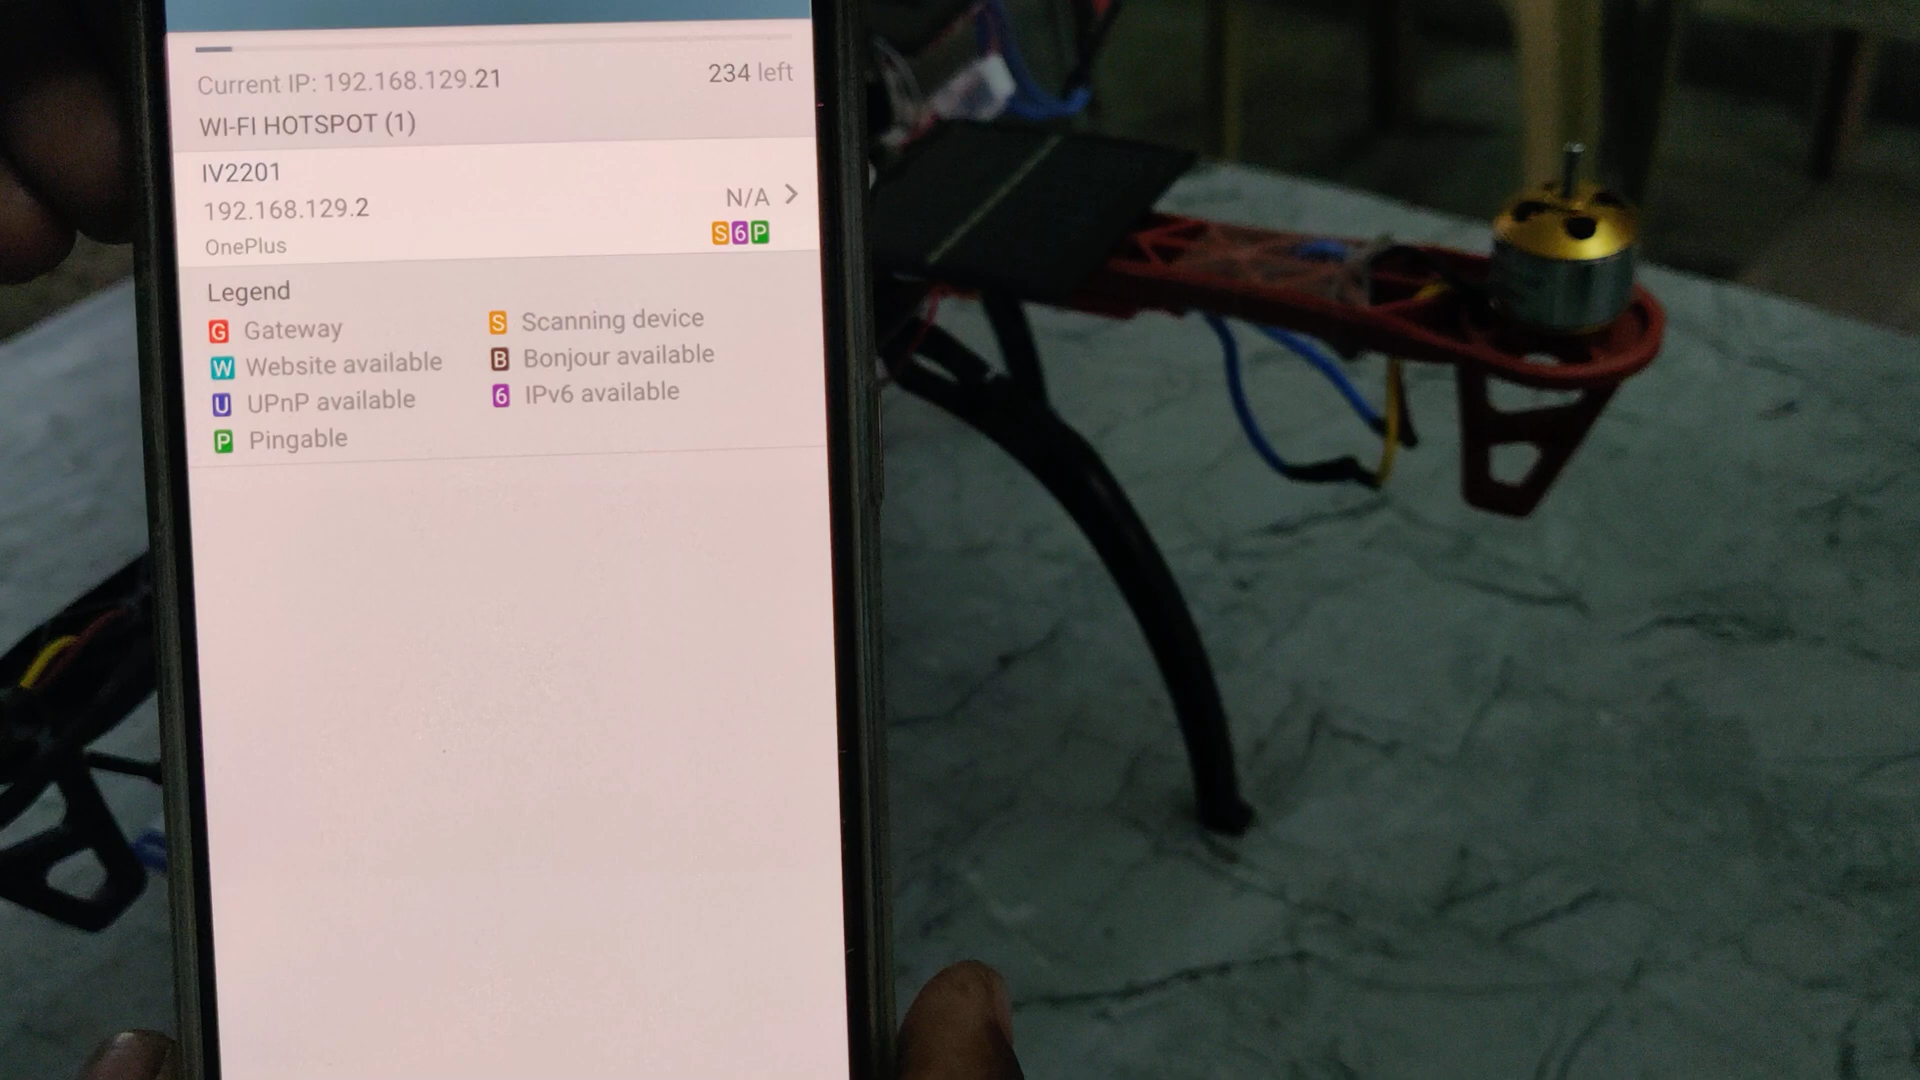 Current IP: 192.168.129.21 234 left
WI-FI HOTSPOT (1)
IV2201
192.168.129.2 N/A
OnePlus S 6 P
Legend
G Gateway S Scanning device
W Website available B Bonjour available
U UPnP available 6 IPv6 available
P Pingable